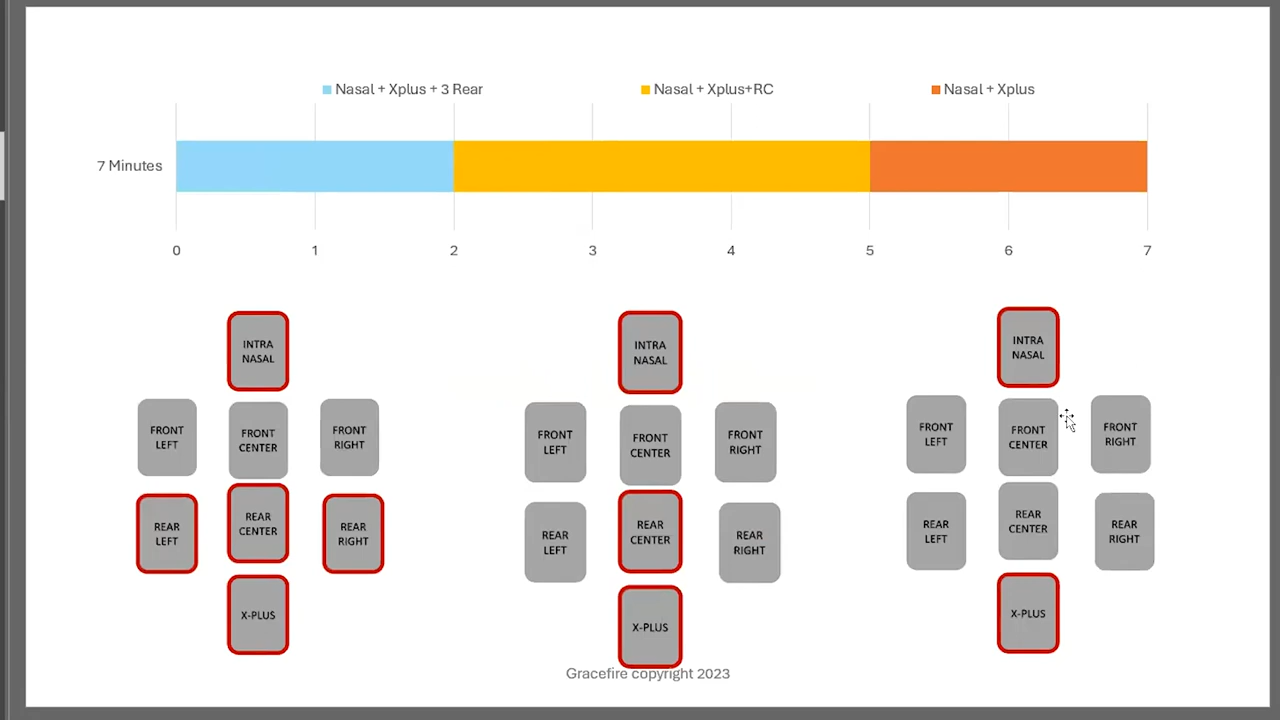 Nasal + Xplus + 3 Rear
Nasal + Xplus+RC
Nasal + Xplus
7 Minutes
0 1 2 3 4 5 6 7
INTRA
NASAL
FRONT
LEFT
FRONT
CENTER
FRONT
RIGHT
REAR
LEFT
REAR
CENTER
REAR
RIGHT
X-PLUS
INTRA
NASAL
FRONT
LEFT
FRONT
CENTER
FRONT
RIGHT
REAR
LEFT
REAR
CENTER
REAR
RIGHT
X-PLUS
INTRA
NASAL
FRONT
LEFT
FRONT
CENTER
FRONT
RIGHT
REAR
LEFT
REAR
CENTER
REAR
RIGHT
X-PLUS
Gracefire copyright 2023